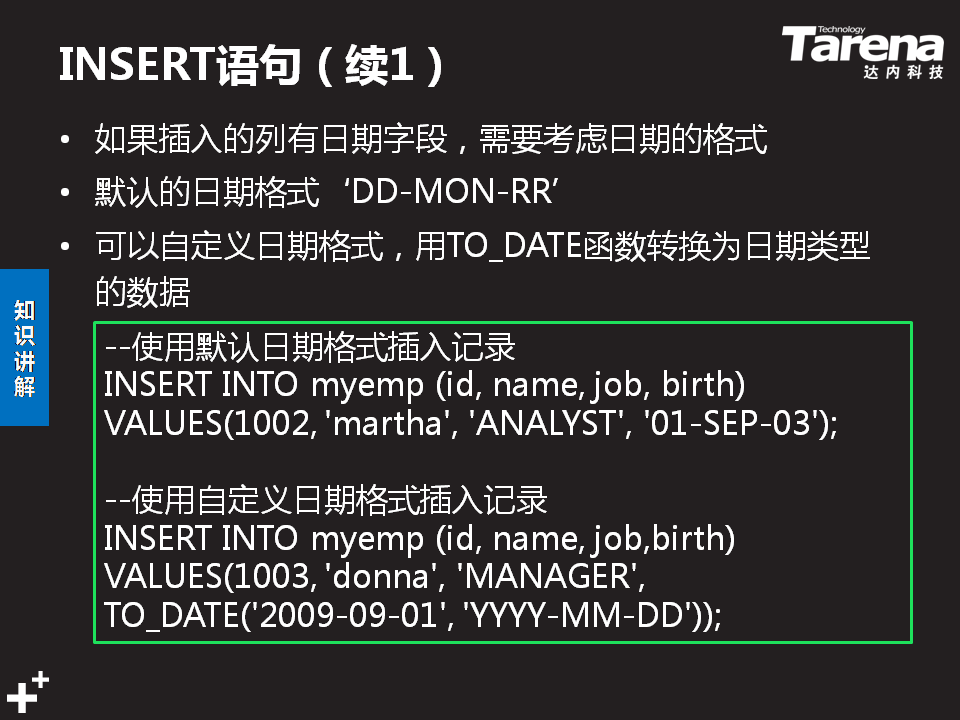 INSERT语句（续1）
Technology
Tarena
达内科技
• 如果插入的列有日期字段，需要考虑日期的格式
• 默认的日期格式‘DD-MON-RR’
• 可以自定义日期格式，用TO_DATE函数转换为日期类型
的数据
知识讲解
--使用默认日期格式插入记录
INSERT INTO myemp (id, name, job, birth)
VALUES(1002, 'martha', 'ANALYST', '01-SEP-03');
--使用自定义日期格式插入记录
INSERT INTO myemp (id, name, job,birth)
VALUES(1003, 'donna', 'MANAGER',
TO_DATE('2009-09-01', 'YYYY-MM-DD'));